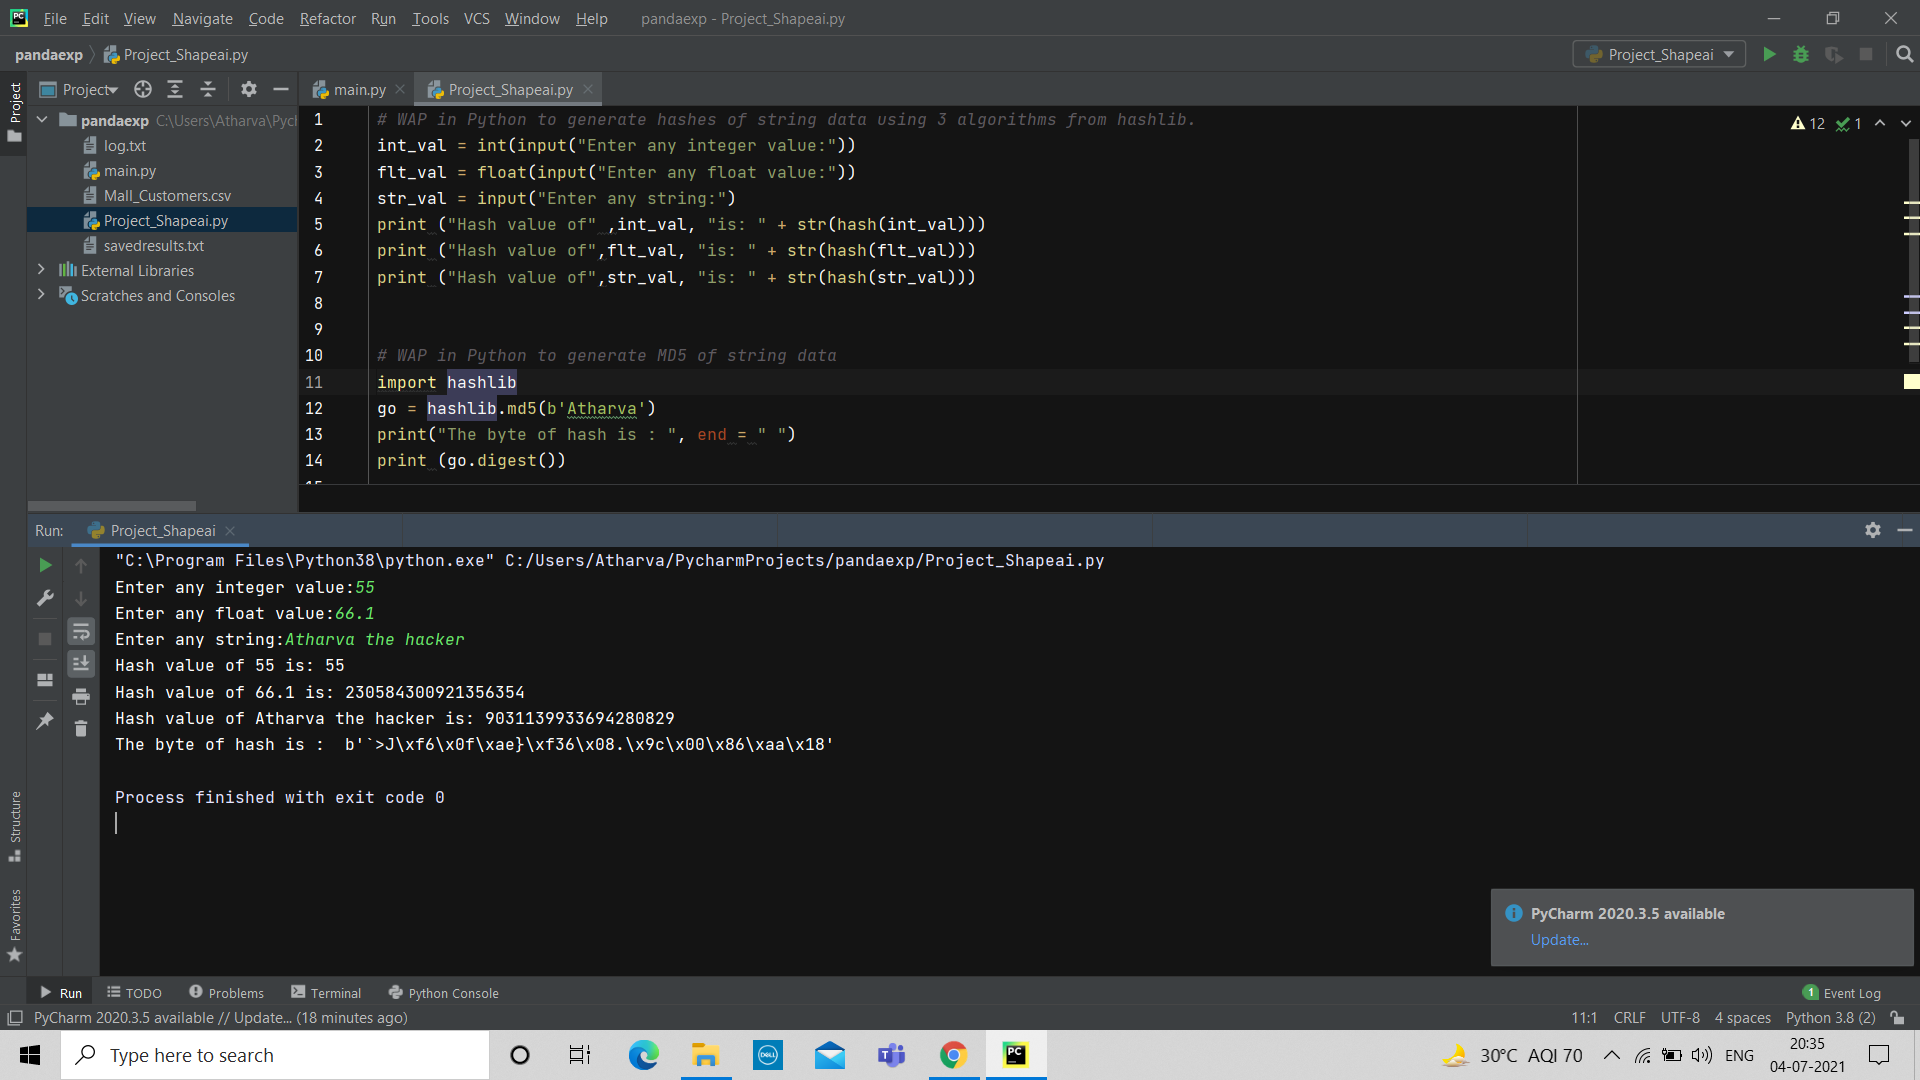 File Edit View Navigate Code Refactor Run Tools VCS Window Help pandaexp - Project_Shapeai.py
pandaexp Project_Shapeai.py Project_Shapeai
Project Project main.py Project_Shapeai.py
pandaexp C:\Users\Atharva\Pych
log.txt
main.py
Mall_Customers.csv
Project_Shapeai.py
savedresults.txt
External Libraries
Scratches and Consoles
12 1
1 # WAP in Python to generate hashes of string data using 3 algorithms from hashlib.
2 int_val = int(input("Enter any integer value:"))
3 flt_val = float(input("Enter any float value:"))
4 str_val = input("Enter any string:")
5 print ("Hash value of" ,int_val, "is: " + str(hash(int_val)))
6 print ("Hash value of",flt_val, "is: " + str(hash(flt_val)))
7 print ("Hash value of",str_val, "is: " + str(hash(str_val)))
8
9
10 # WAP in Python to generate MD5 of string data
11 import hashlib
12 go = hashlib.md5(b'Atharva')
13 print("The byte of hash is : ", end = " ")
14 print (go.digest())
Run: Project_Shapeai
"C:\Program Files\Python38\python.exe" C:/Users/Atharva/PycharmProjects/pandaexp/Project_Shapeai.py
Enter any integer value:55
Enter any float value:66.1
Enter any string:Atharva the hacker
Hash value of 55 is: 55
Hash value of 66.1 is: 230584300921356354
Hash value of Atharva the hacker is: 9031139933694280829
The byte of hash is :  b'`>J\xf6\x0f\xae}\xf36\x08.\x9c\x00\x86\xaa\x18'
Process finished with exit code 0
Structure
Favorites
PyCharm 2020.3.5 available
Update...
Run TODO Problems Terminal Python Console 1 Event Log
PyCharm 2020.3.5 available // Update... (18 minutes ago) 11:1 CRLF UTF-8 4 spaces Python 3.8 (2)
Type here to search DELL T PC 30°C AQI 70 ENG 20:35
04-07-2021